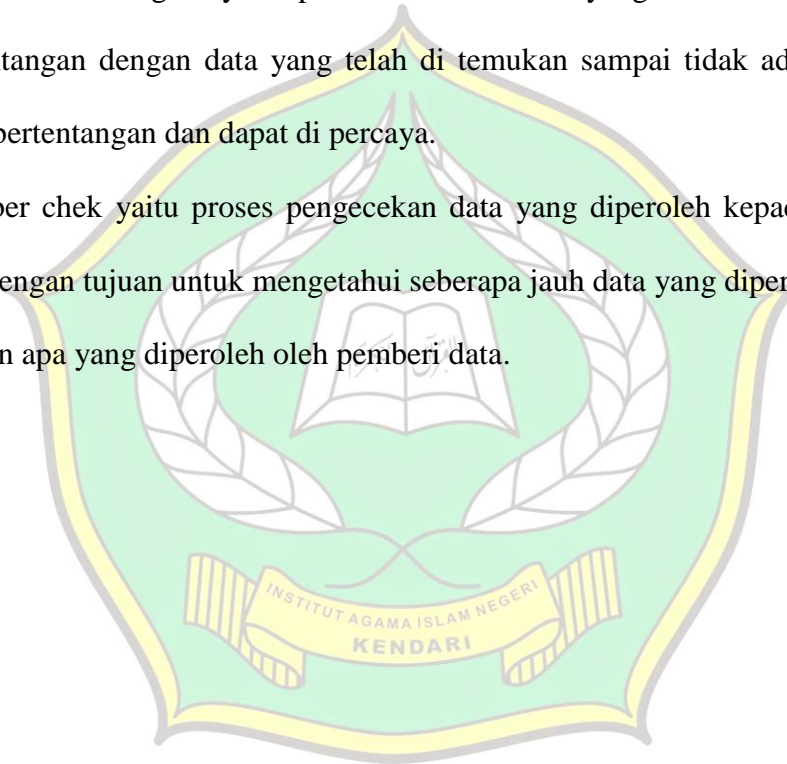 tangan dengan data yang telah di temukan sampai tidak ad
pertentangan dan dapat di percaya.
ber chek yaitu proses pengecekan data yang diperoleh kepad
engan tujuan untuk mengetahui seberapa jauh data yang diper
n apa yang diperoleh oleh pemberi data.
INSTITUT AGAMA ISLAM NEGERI
KENDARI